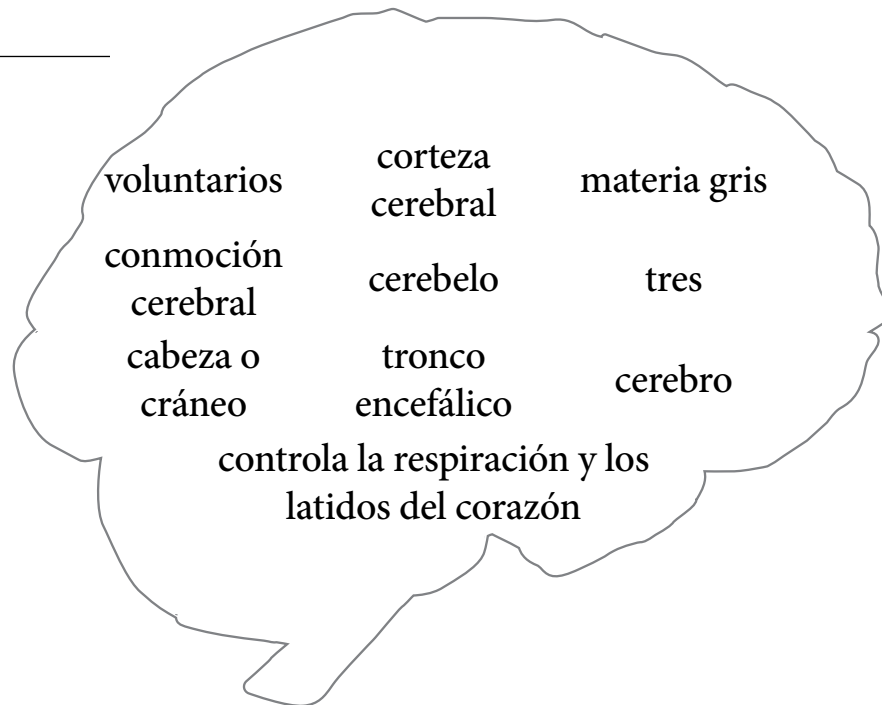 voluntarios
corteza
cerebral
materia gris
conmoción
cerebral
cerebelo
tres
cabeza o
cráneo
tronco
encefálico
cerebro
controla la respiración y los
latidos del corazón